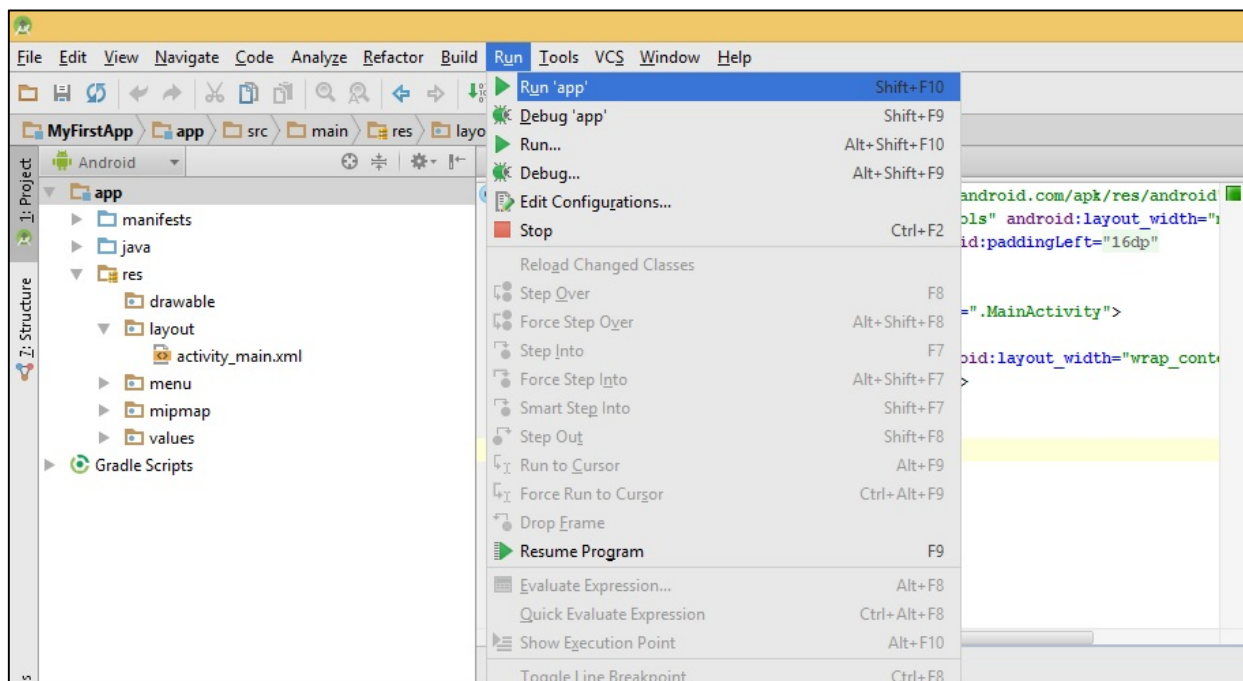 File Edit View Navigate Code Analyze Refactor Build Run Tools VCS Window Help
MyFirstApp app src main res layo
1: Project
7: Structure
Android
app
manifests
java
res
drawable
layout
activity_main.xml
menu
mipmap
values
Gradle Scripts
Run 'app' Shift+F10
Debug 'app' Shift+F9
Run... Alt+Shift+F10
Debug... Alt+Shift+F9
Edit Configurations...
Stop Ctrl+F2
Reload Changed Classes
Step Over F8
Force Step Over Alt+Shift+F8
Step Into F7
Force Step Into Alt+Shift+F7
Smart Step Into Shift+F7
Step Out Shift+F8
Run to Cursor Alt+F9
Force Run to Cursor Ctrl+Alt+F9
Drop Frame
Resume Program F9
Evaluate Expression... Alt+F8
Quick Evaluate Expression Ctrl+Alt+F8
Show Execution Point Alt+F10
Toggle Line Breakpoint Ctrl+F8
android.com/apk/res/android"
ols" android:layout_width="
id:paddingLeft="16dp"
=".MainActivity">
oid:layout_width="wrap_conte
>